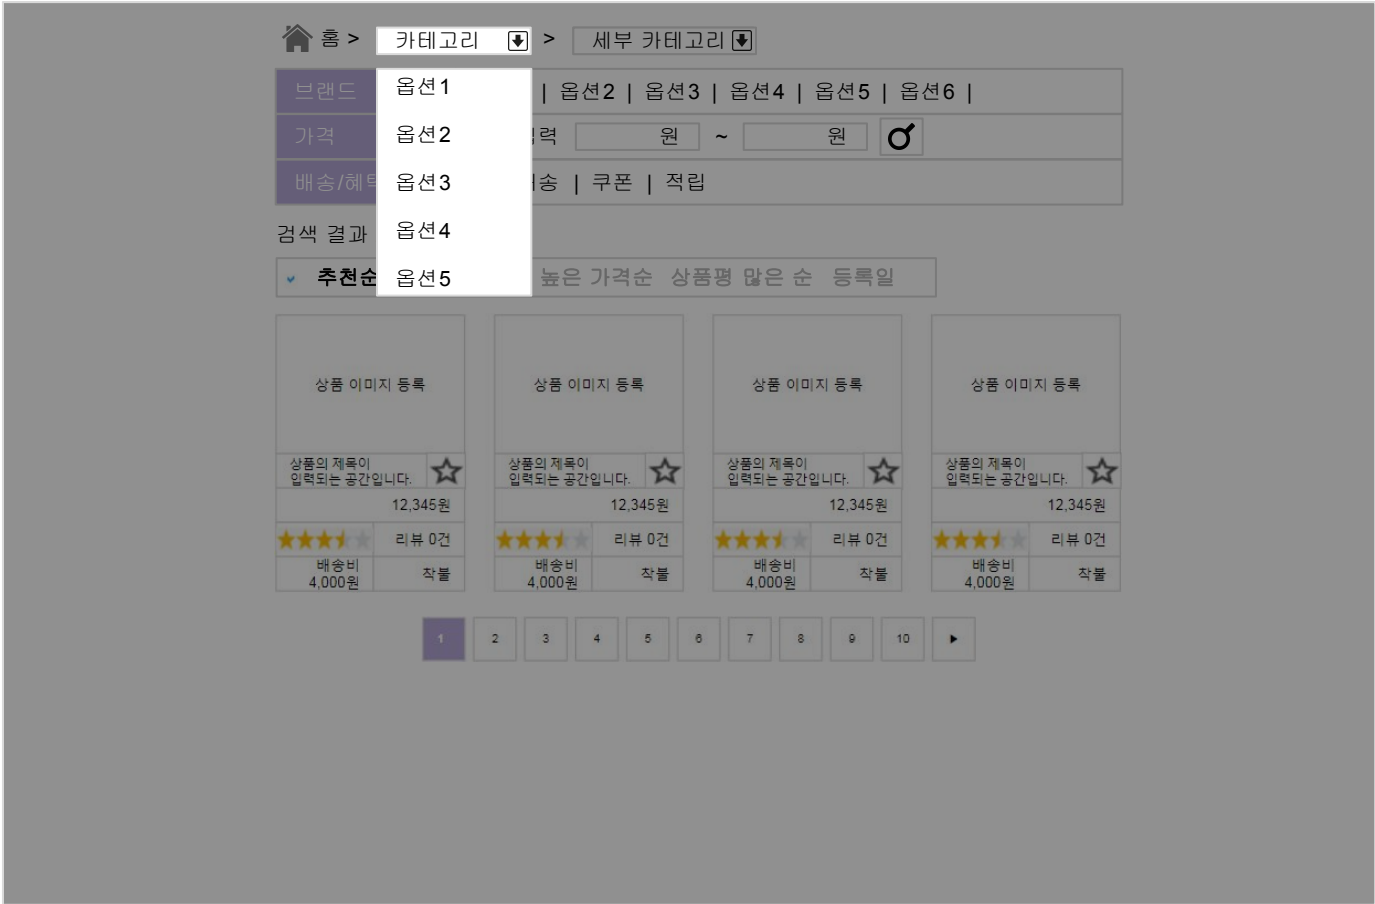 홈 > 카테고리 > 세부 카테고리
브랜드 | 옵션2 | 옵션3 | 옵션4 | 옵션5 | 옵션6 |
옵션1
가격 력 원 ~ 원
옵션2
배송/혜택 송 | 쿠폰 | 적립
옵션3
검색 결과
옵션4
추천순 높은 가격순 상품평 많은 순 등록일
옵션5
상품 이미지 등록 상품 이미지 등록 상품 이미지 등록 상품 이미지 등록
상품의 제목이 상품의 제목이 상품의 제목이 상품의 제목이
입력되는 공간입니다. 입력되는 공간입니다. 입력되는 공간입니다. 입력되는 공간입니다.
12,345원 12,345원 12,345원 12,345원
리뷰 0건 리뷰 0건 리뷰 0건 리뷰 0건
배송비 배송비 배송비 배송비
4,000원 착불 4,000원 착불 4,000원 착불 4,000원 착불
1 2 3 4 5 6 7 8 9 10